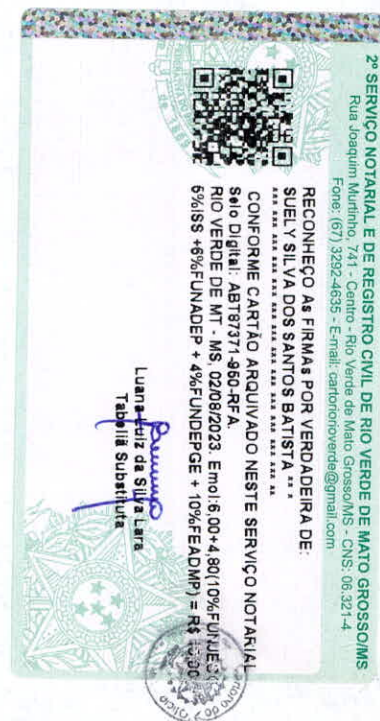 2º SERVIÇO NOTARIAL E DE REGISTRO CIVIL DE RIO VERDE DE MATO GROSSO/MS
Rua Joaquim Murtinho, 741 - Centro - Rio Verde de Mato Grosso/MS - CNS: 06.321-4
Fone: (67) 3292-4635 - E-mail: cartoriorioverde@gmail.com
RECONHEÇO AS FIRMAS POR VERDADEIRA DE:
SUELY SILVA DOS SANTOS BATISTA ** *
*** *** *** *** *** *** *** *** *** *** *** **
CONFORME CARTÃO ARQUIVADO NESTE SERVIÇO NOTARIAL
Selo Digital: ABT87371-960-RFA.
RIO VERDE DE MT - MS, 02/08/2023. Emol:6,00+4,80(10%FUNJECC
5%ISS +6%FUNADEP + 4%FUNDEPGE + 10%FEADMP) = R$
Luana Luiz da Silva Lara
Tabeliã Substituta